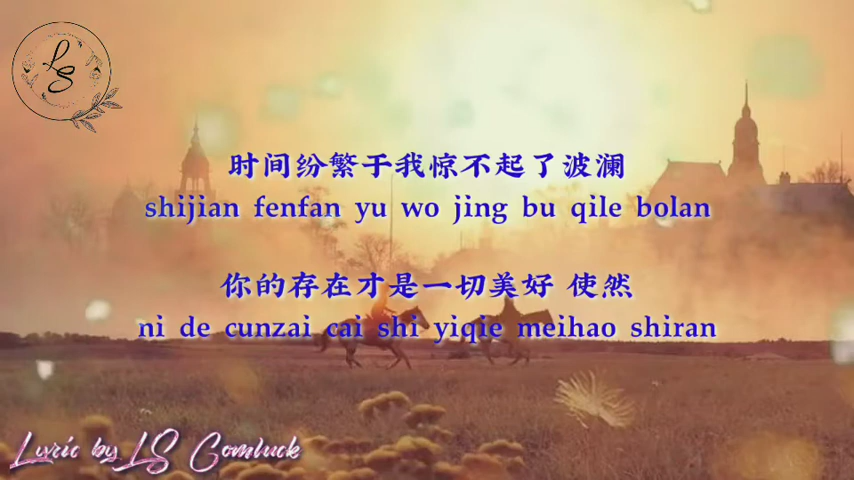 LS
时间纷繁于我惊不起了波澜
shijian fenfan yu wo jing bu qile bolan
你的存在才是一切美好 使然
ni de cunzai cai shi yiqie meihao shiran
Lyric by LS Comluck